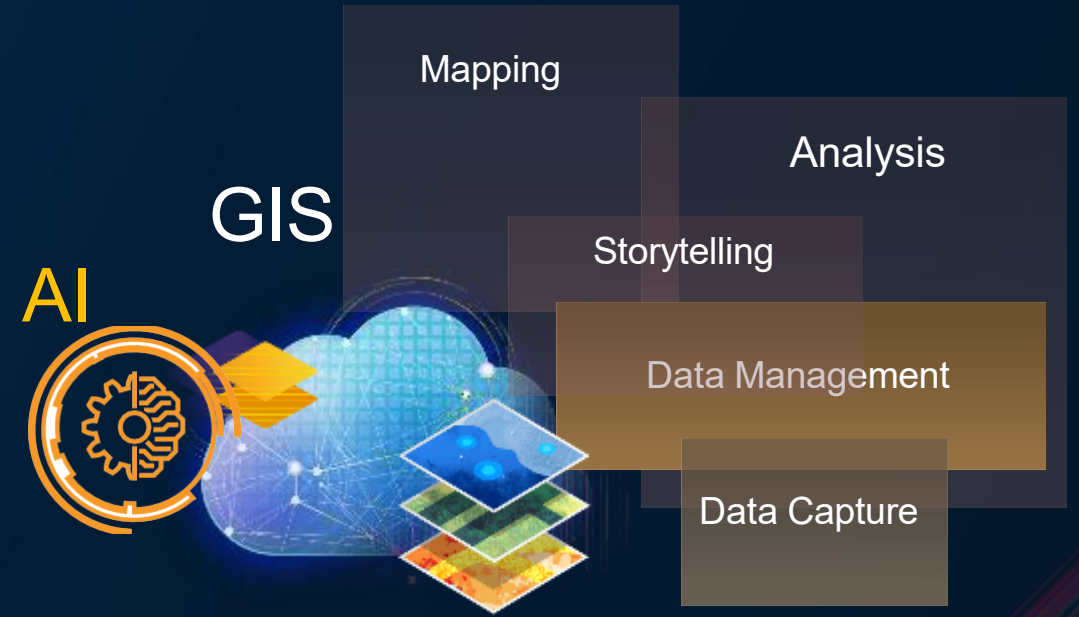 Mapping
Analysis
GIS
Storytelling
AI
Data Management
Data Capture